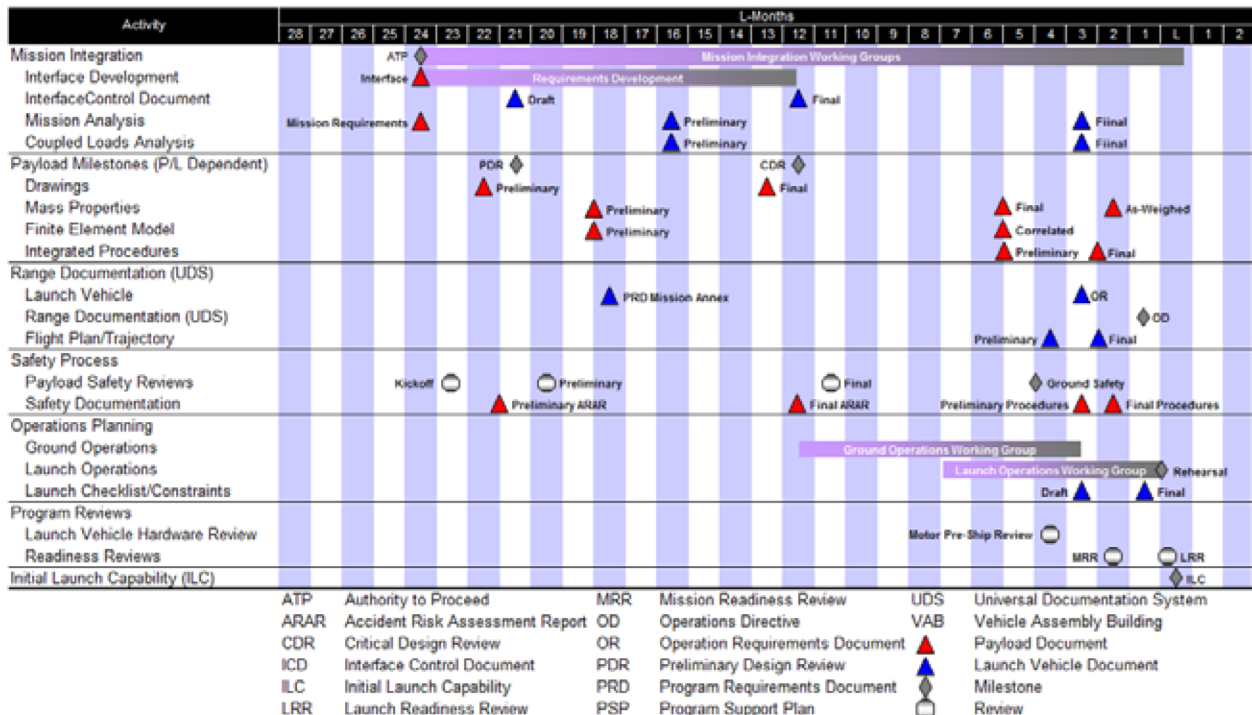 Activity
L-Months
28 27 26 25 24 23 22 21 20 19 18 17 16 15 14 13 12 11 10 9 8 7 6 5 4 3 2 1 L 1 2
Mission Integration ATP Mission Integration Working Groups
Interface Development Interface Requirements Development
InterfaceControl Document Draft Final
Mission Analysis Mission Requirements Preliminary Fiinal
Coupled Loads Analysis Preliminary Fiinal
Payload Milestones (P/L Dependent) PDR CDR
Drawings Preliminary Final
Mass Properties Preliminary Final As-Weighed
Finite Element Model Preliminary Correlated
Integrated Procedures Preliminary Final
Range Documentation (UDS)
Launch Vehicle PRD Mission Annex OR
Range Documentation (UDS) OD
Flight Plan/Trajectory Preliminary Final
Safety Process
Payload Safety Reviews Kickoff Preliminary Final Ground Safety
Safety Documentation Preliminary ARAR Final ARAR Preliminary Procedures Final Procedures
Operations Planning
Ground Operations Ground Operations Working Group
Launch Operations Launch Operations Working Group Rehearsal
Launch Checklist/Constraints Draft Final
Program Reviews
Launch Vehicle Hardware Review Motor Pre-Ship Review
Readiness Reviews MRR LRR
Initial Launch Capability (ILC) ILC
ATP Authority to Proceed MRR Mission Readiness Review UDS Universal Documentation System
ARAR Accident Risk Assessment Report OD Operations Directive VAB Vehicle Assembly Building
CDR Critical Design Review OR Operation Requirements Document Payload Document
ICD Interface Control Document PDR Preliminary Design Review Launch Vehicle Document
ILC Initial Launch Capability PRD Program Requirements Document Milestone
LRR Launch Readiness Review PSP Program Support Plan Review